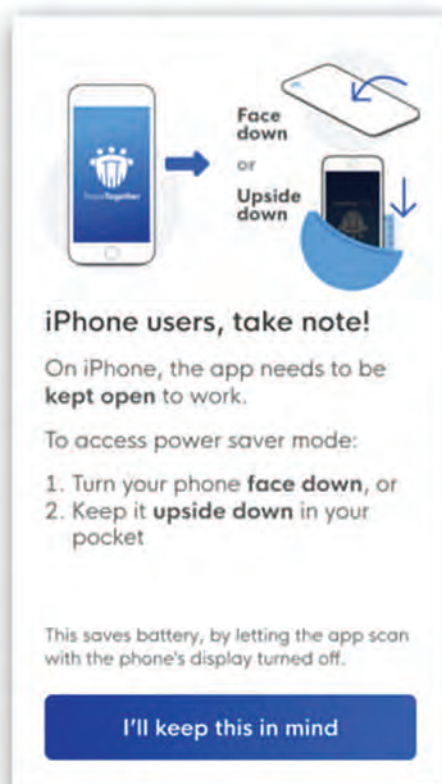 TraceTogether
Face
down
or
Upside
down
iPhone users, take note!
On iPhone, the app needs to be
kept open to work.
To access power saver mode:
1. Turn your phone face down, or
2. Keep it upside down in your
pocket
This saves battery, by letting the app scan
with the phone's display turned off.
I'll keep this in mind